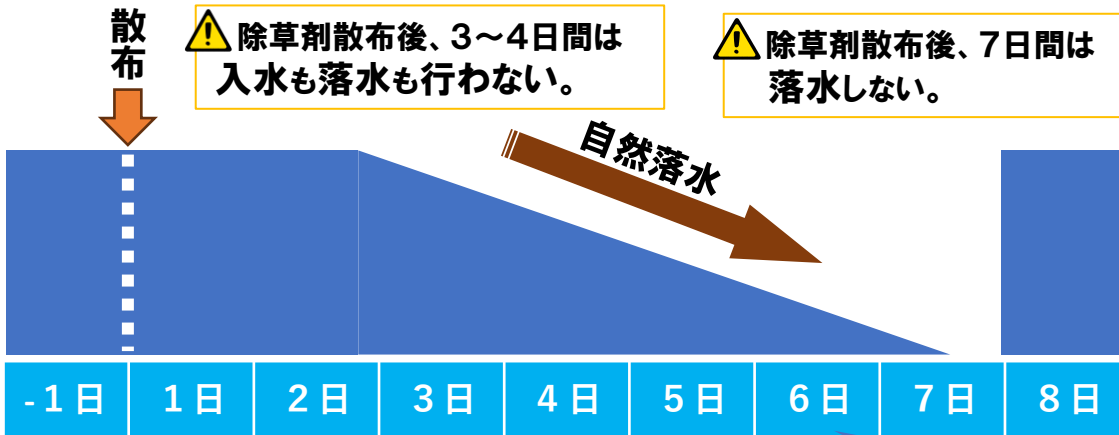 散布
除草剤散布後、3～4日間は
入水も落水も行わない。
除草剤散布後、7日間は
落水しない。
自然落水
-1日
1日
2日
3日
4日
5日
6日
7日
8日